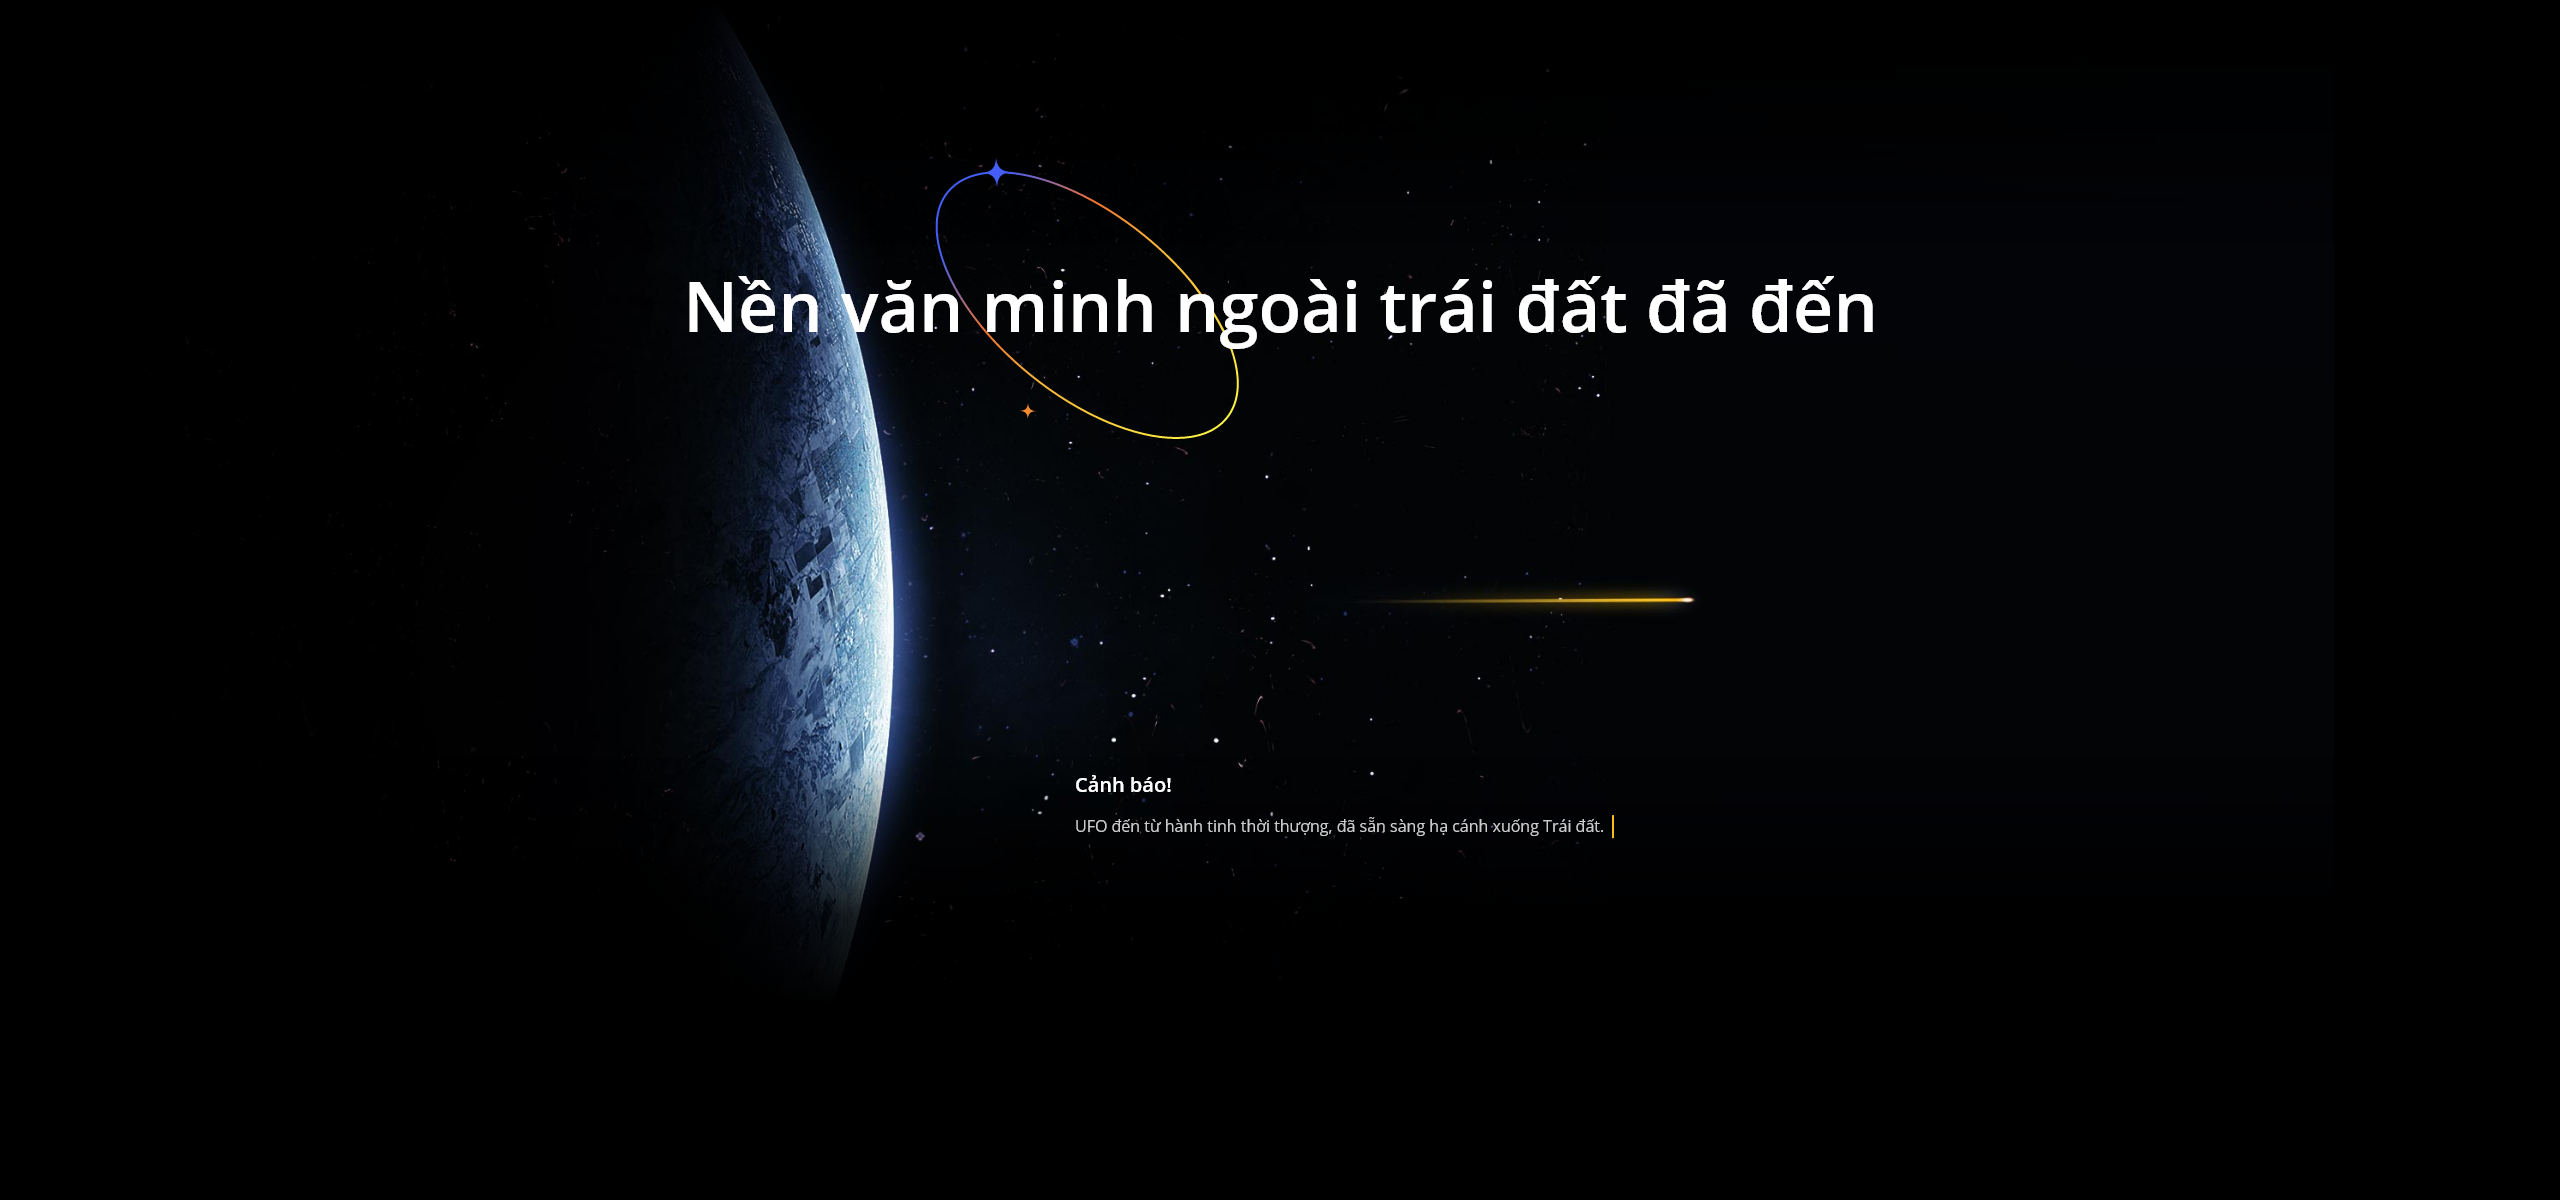 Nền văn minh ngoài trái đất đã đến
Cảnh báo!
UFO đến từ hành tinh thời thượng, đã sẵn sàng hạ cánh xuống Trái đất.